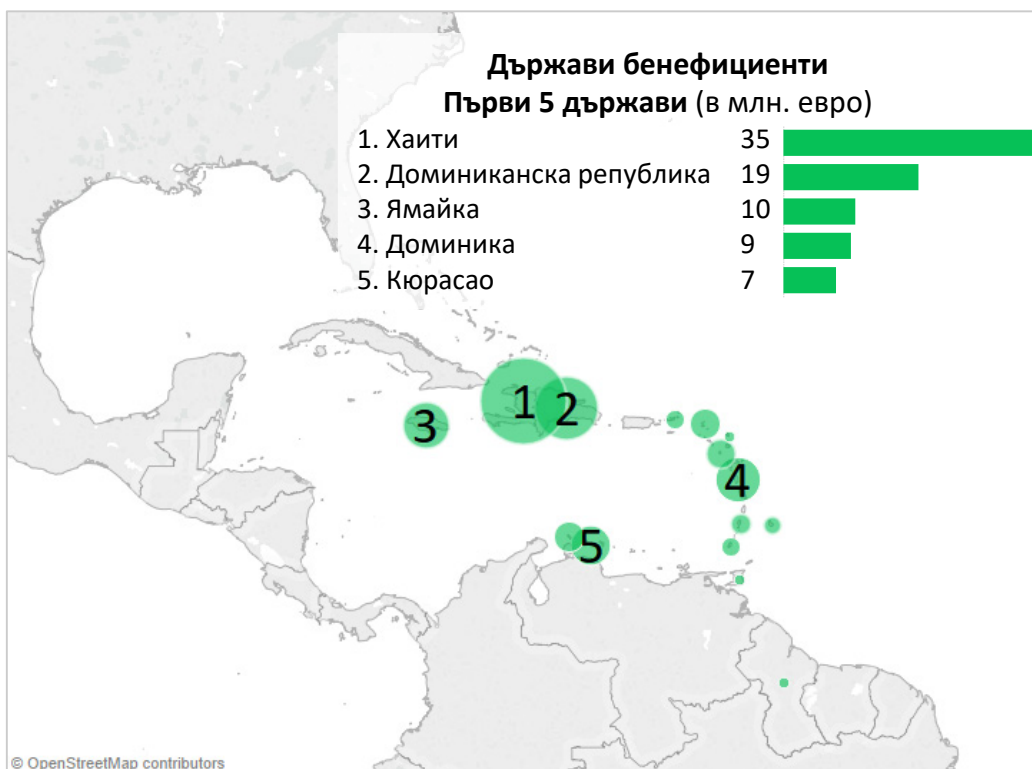 Държави бенефициенти
Първи 5 държави (в млн. евро)
1. Хаити 35
2. Доминиканска република 19
3. Ямайка 10
4. Доминика 9
5. Кюрасао 7
1
2
3
4
5
© OpenStreetMap contributors